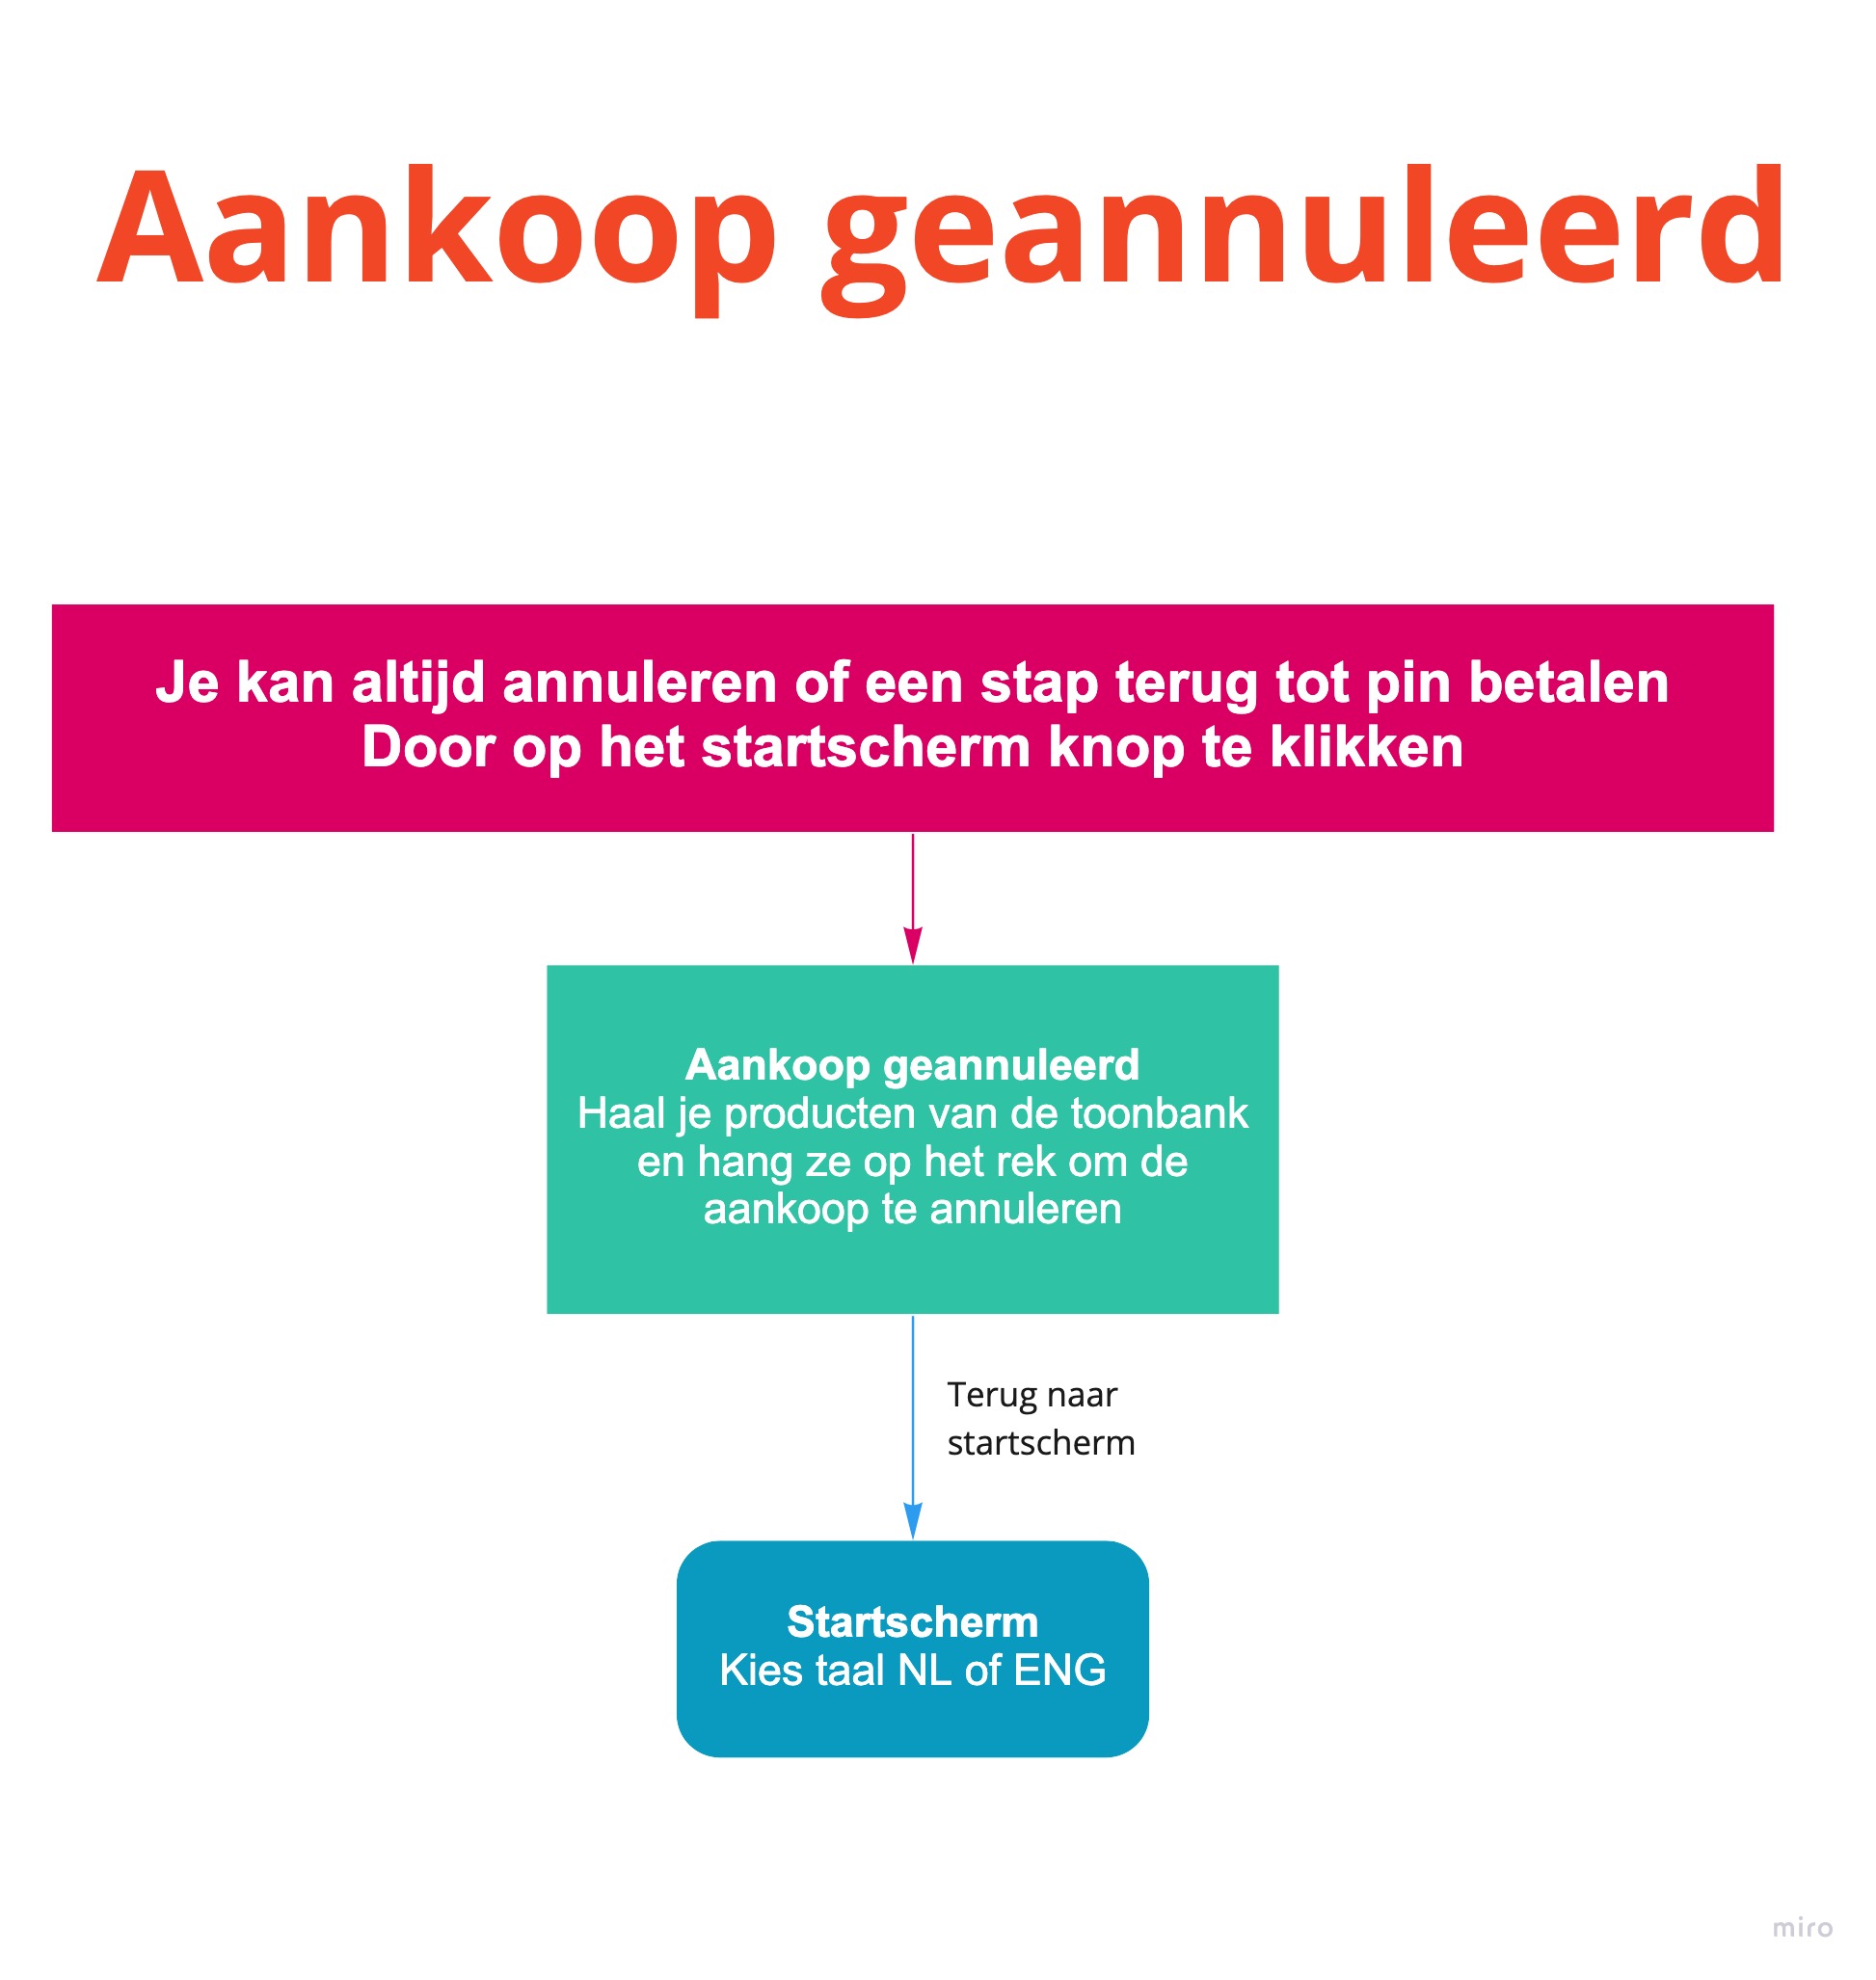 Aankoop geannuleerd
Je kan altijd annuleren of een stap terug tot pin betalen
Door op het startscherm knop te klikken
Aankoop geannuleerd
Haal je producten van de toonbank
en hang ze op het rek om de
aankoop te annuleren
Terug naar
startscherm
Startscherm
Kies taal NL of ENG
miro